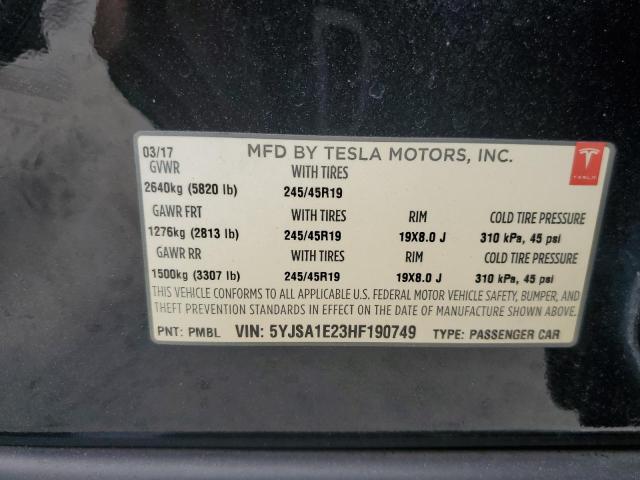 03/17 MFD BY TESLA MOTORS, INC.
GVWR WITH TIRES
2640kg (5820 lb) 245/45R19
TESLA
GAWR FRT WITH TIRES RIM COLD TIRE PRESSURE
1276kg (2813 lb) 245/45R19 19X8.0 J 310 kPa, 45 psi
GAWR RR WITH TIRES RIM COLD TIRE PRESSURE
1500kg (3307 lb) 245/45R19 19X8.0 J 310 kPa, 45 psi
THIS VEHICLE CONFORMS TO ALL APPLICABLE U.S. FEDERAL MOTOR VEHICLE SAFETY, BUMPER, AND
THEFT PREVENTION STANDARDS IN EFFECT ON THE DATE OF MANUFACTURE SHOWN ABOVE.
PNT: PMBL VIN: 5YJSA1E23HF190749 TYPE: PASSENGER CAR